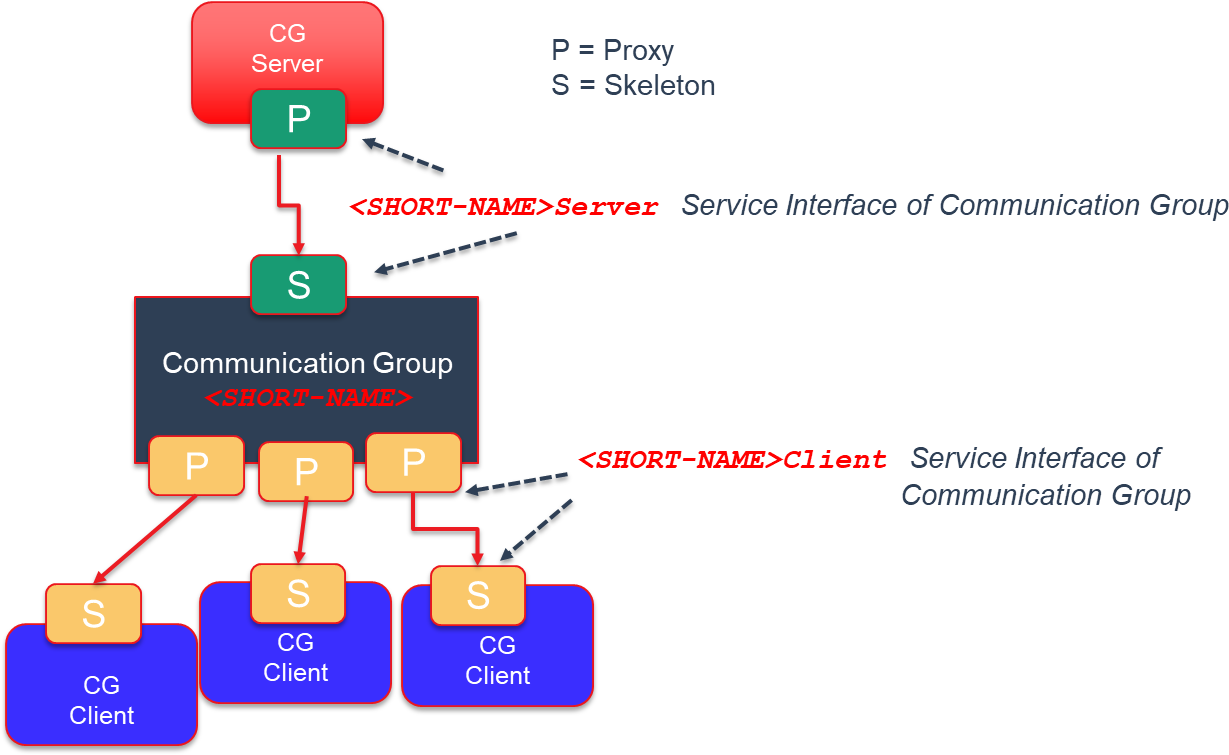 CG
Server
P
P = Proxy
S = Skeleton
<SHORT-NAME>Server Service Interface of Communication Group
S
Communication Group
<SHORT-NAME>
P
P
P
<SHORT-NAME>Client Service Interface of
Communication Group
S
CG
Client
S
CG
Client
S
CG
Client